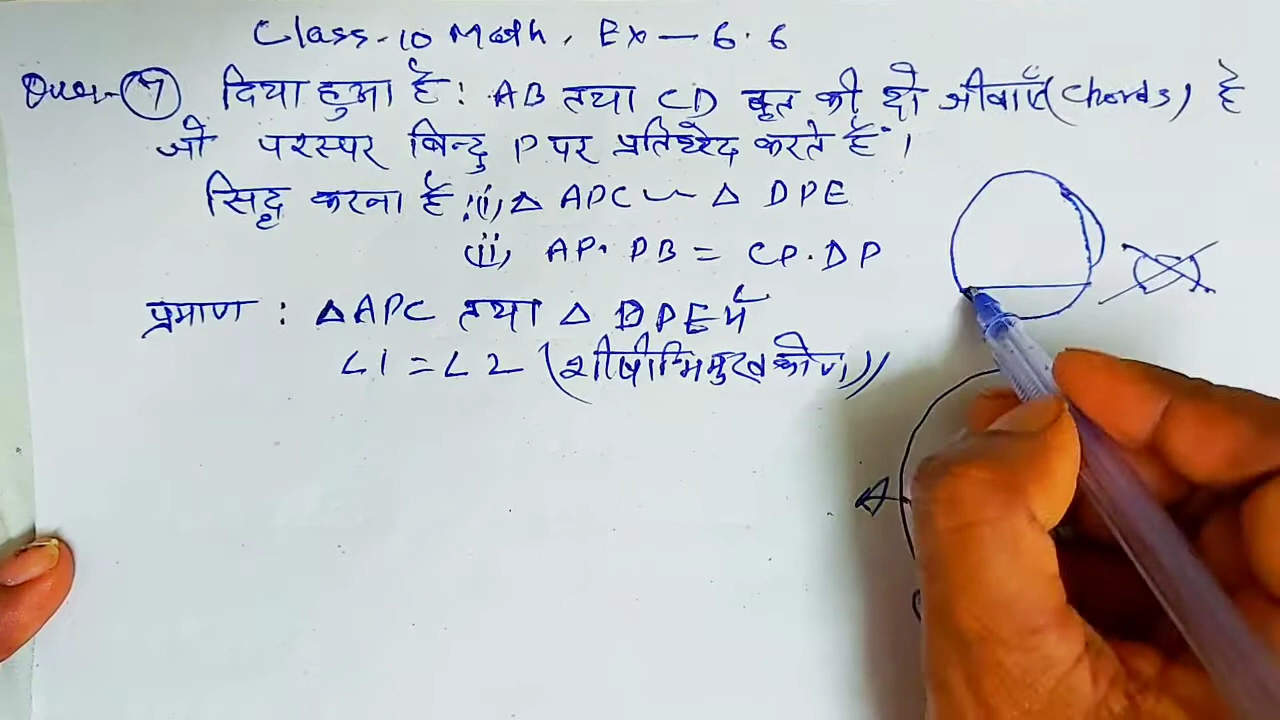 Class-10 Math, Ex-6.6
Ques-(7) दिया हुआ है: AB तथा CD वृत की दो जीवाएँ (Chords) है
जो परस्पर बिन्दु P पर प्रतिच्छेद करते हैं।
सिद्ध करना है: (i) △ APC ~ △ DPE
(ii) AP. PB = CP.DP
प्रमाण : △APC तथा △ DPE में
∠1 = ∠2 (शीर्षाभिमुख कोण)
A